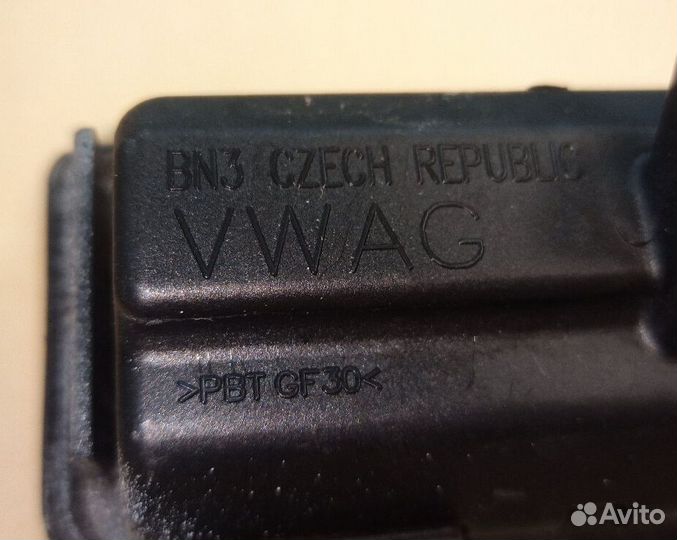 BN3 CZECH REPUBLIC
VWAG
>PBT GF30<
Avito